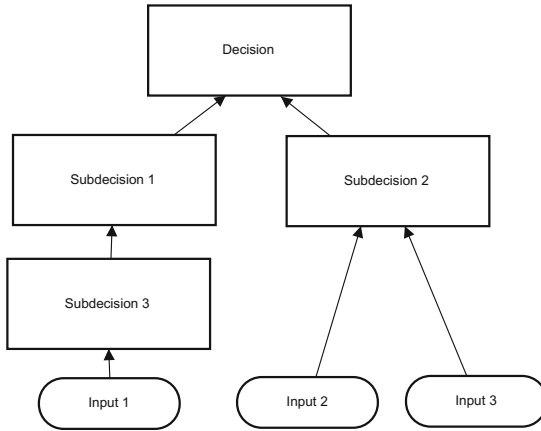 Decision
Subdecision 1
Subdecision 2
Subdecision 3
Input 1
Input 2
Input 3